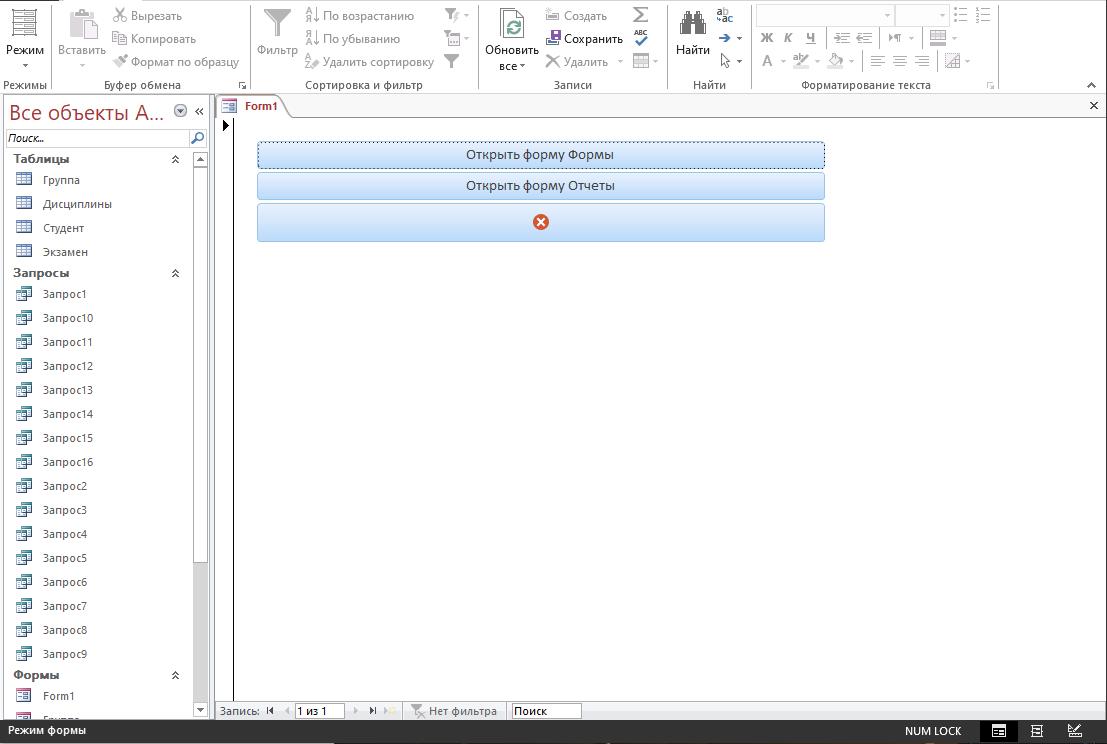 Режим
Режимы
Вставить
Вырезать
Копировать
Формат по образцу
Буфер обмена
Фильтр
По возрастанию
По убыванию
Удалить сортировку
Сортировка и фильтр
Обновить
все
Создать
Сохранить
Удалить
ABC
Записи
Найти
ab
ac
Найти
Ж К Ч
А
Форматирование текста
Все объекты A...
Поиск...
Таблицы
Группа
Дисциплины
Студент
Экзамен
Запросы
Запрос1
Запрос10
Запрос11
Запрос12
Запрос13
Запрос14
Запрос15
Запрос16
Запрос2
Запрос3
Запрос4
Запрос5
Запрос6
Запрос7
Запрос8
Запрос9
Формы
Form1
Form1
Открыть форму Формы
Открыть форму Отчеты
Запись: 1 из 1 Нет фильтра Поиск
Режим формы
NUM LOCK